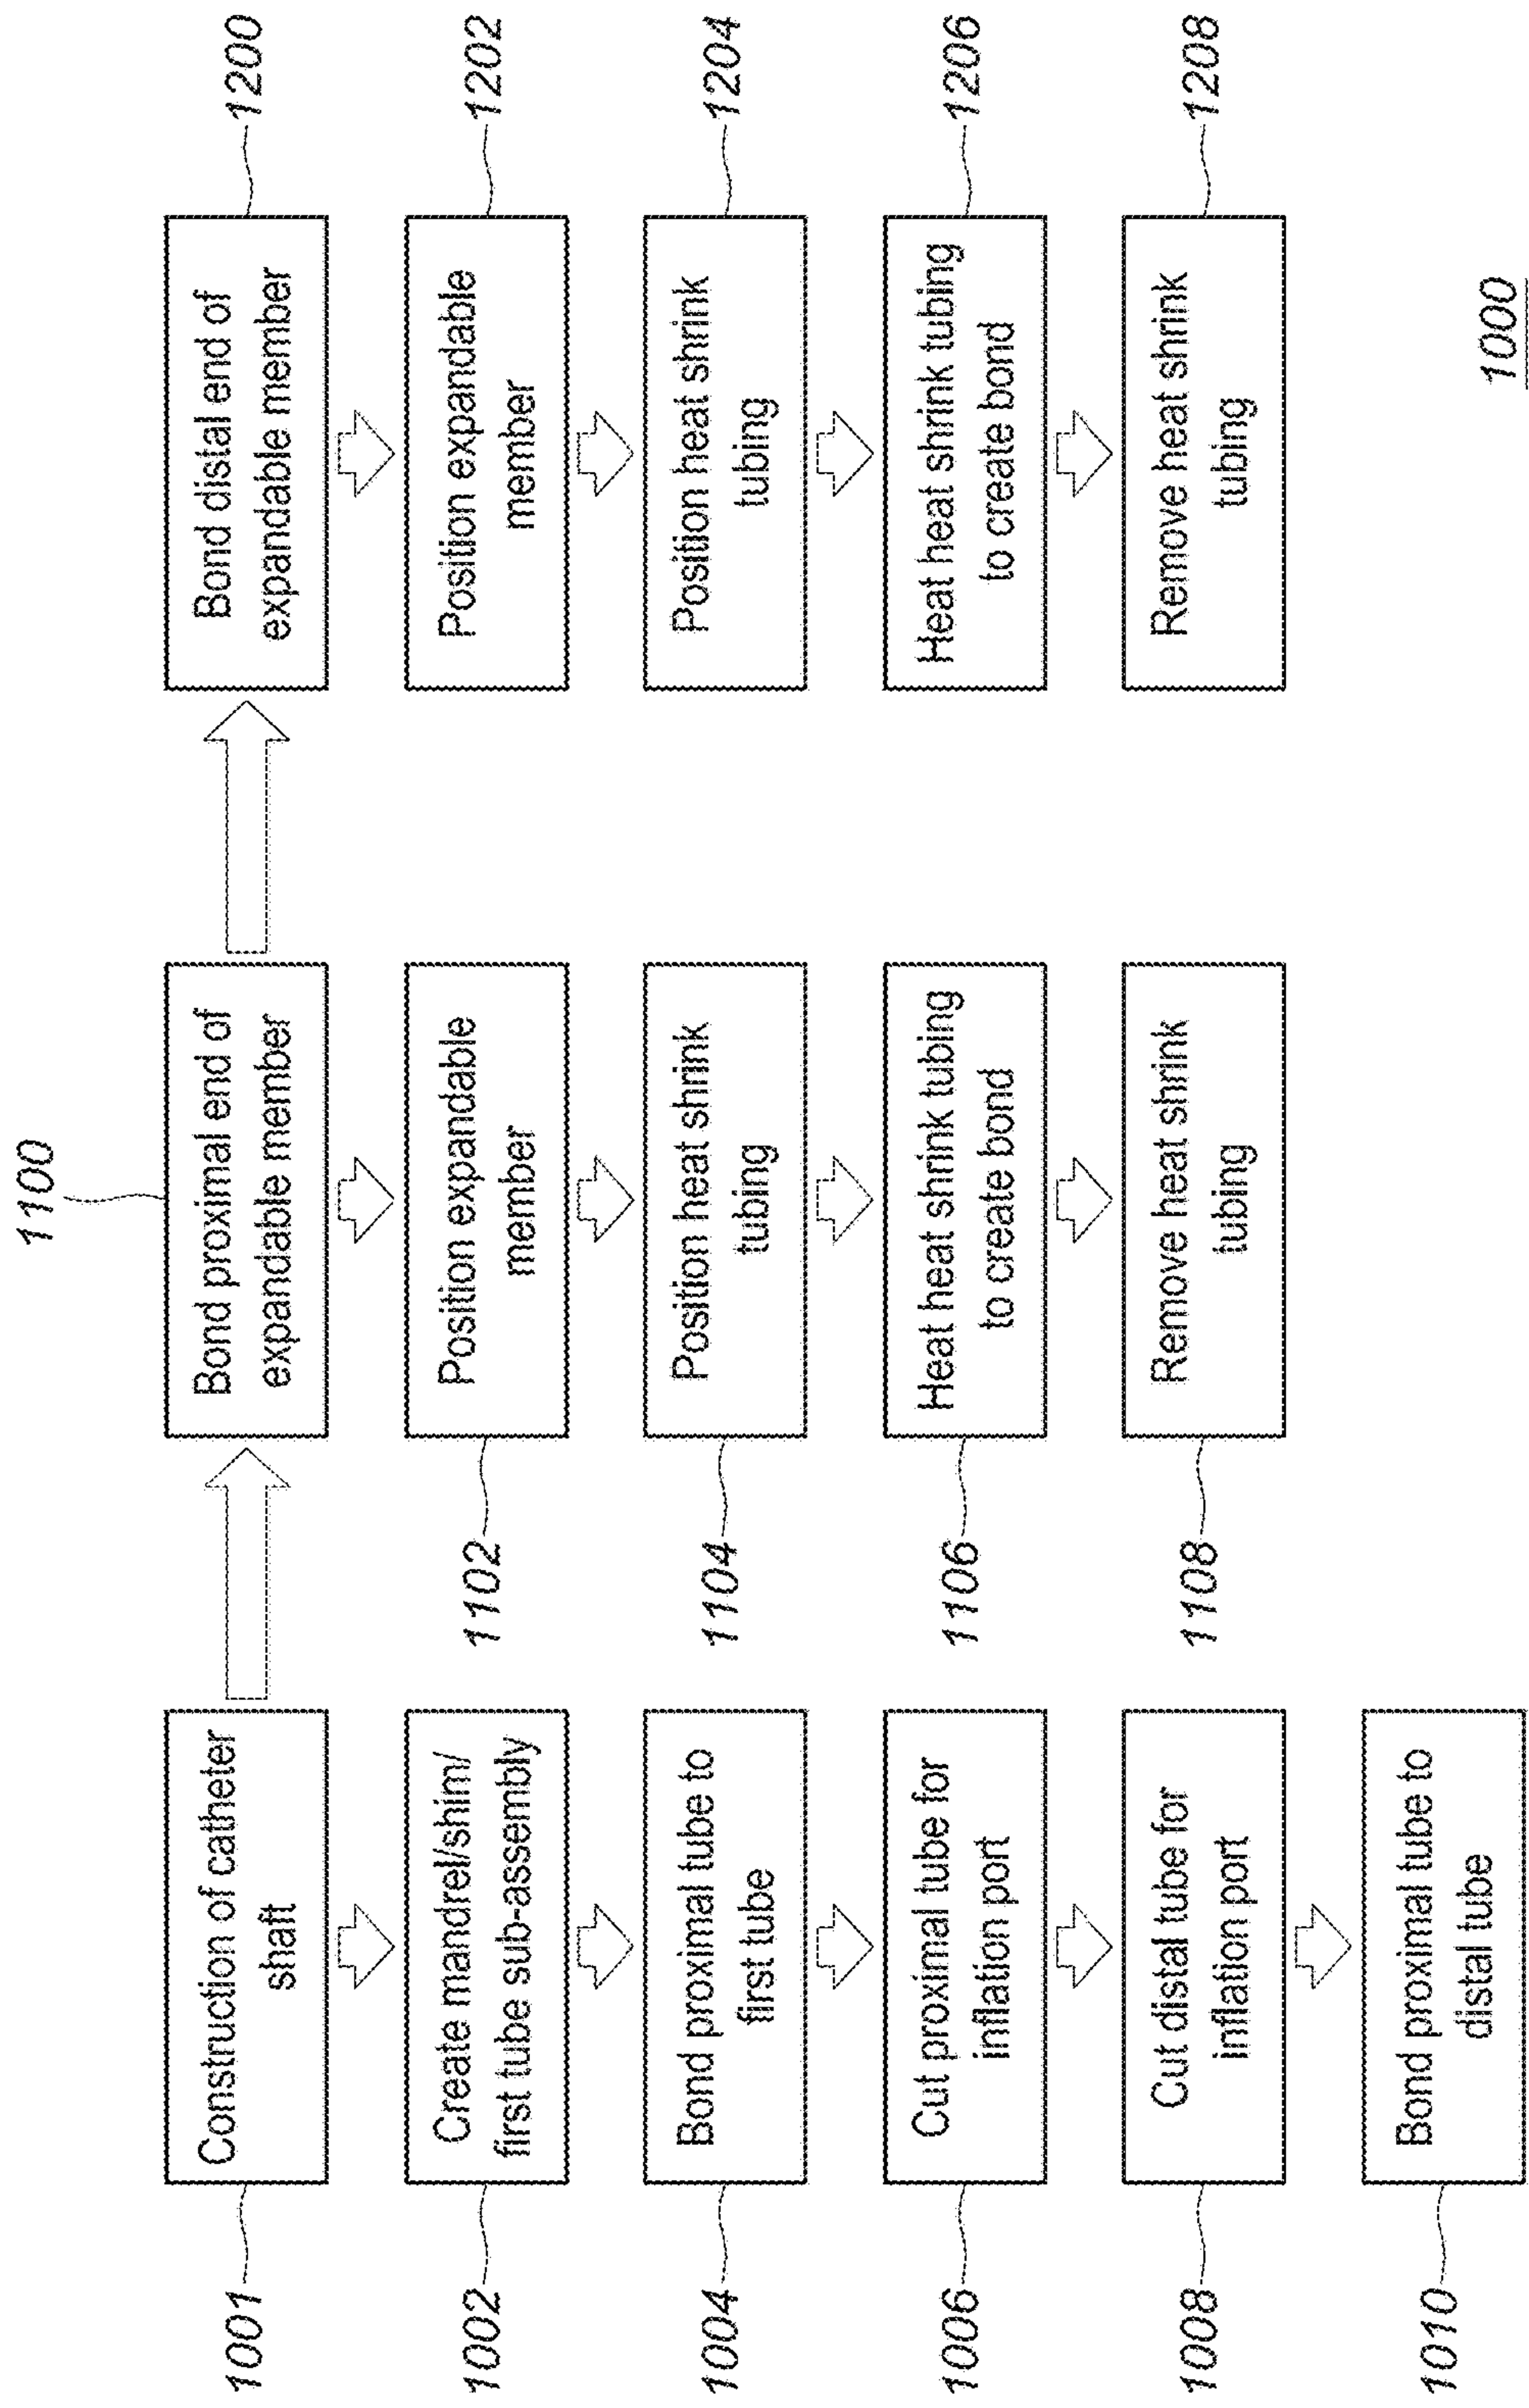 1100
1001
Construction of catheter
shaft
Bond proximal end of
expandable member
Bond distal end of
expandable member
1200
1002
Create mandrel/shim/
first tube sub-assembly
1102
Position expandable
member
Position expandable
member
1202
1004
Bond proximal tube to
first tube
1104
Position heat shrink
tubing
Position heat shrink
tubing
1204
1006
Cut proximal tube for
inflation port
1106
Heat heat shrink tubing
to create bond
Heat heat shrink tubing
to create bond
1206
1008
Cut distal tube for
inflation port
1108
Remove heat shrink
tubing
Remove heat shrink
tubing
1208
1010
Bond proximal tube to
distal tube
1000